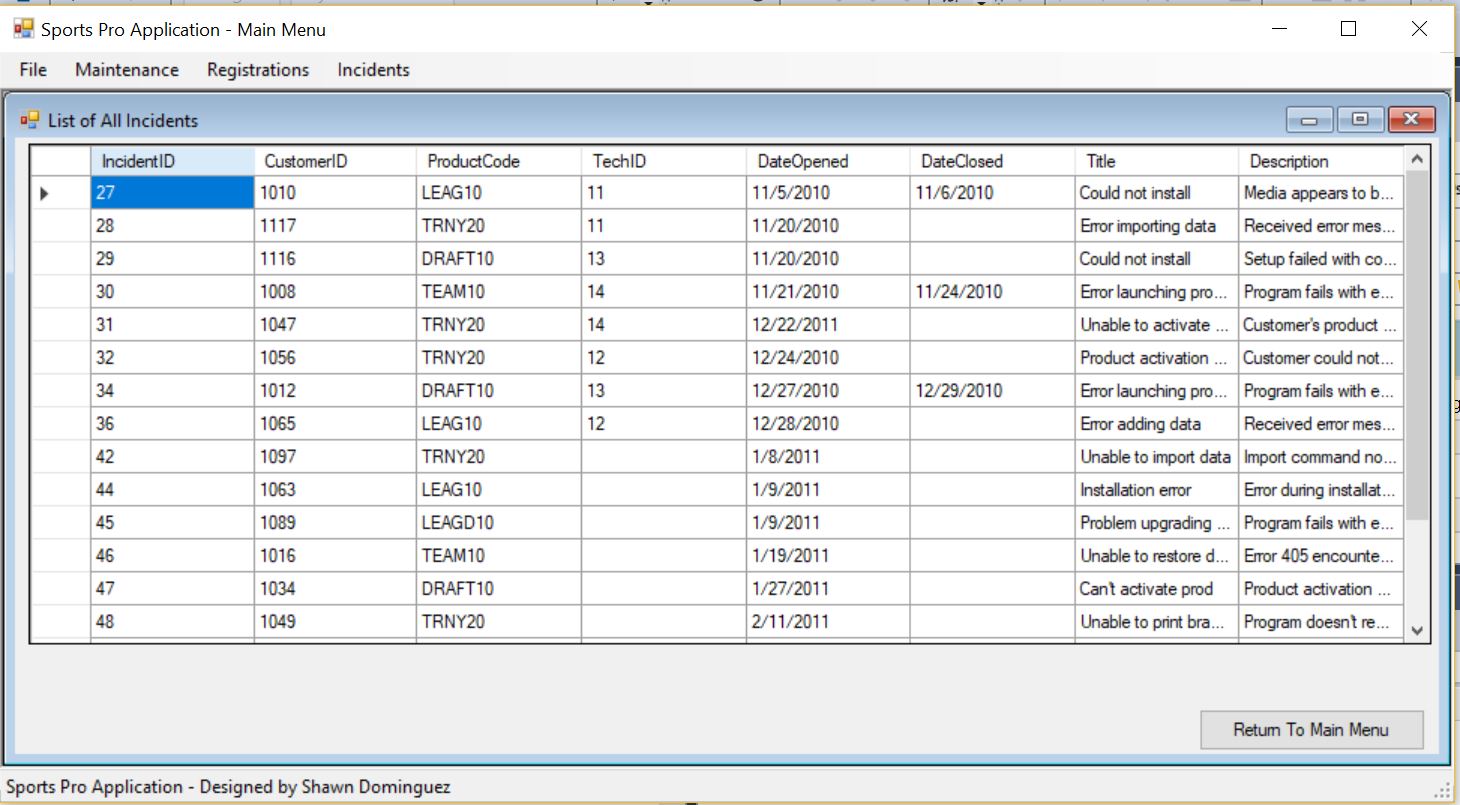 Sports Pro Application - Main Menu
File Maintenance Registrations Incidents
List of All Incidents
IncidentID CustomerID ProductCode TechID DateOpened DateClosed Title Description
27 1010 LEAG10 11 11/5/2010 11/6/2010 Could not install Media appears to b...
28 1117 TRNY20 11 11/20/2010 Error importing data Received error mes...
29 1116 DRAFT10 13 11/20/2010 Could not install Setup failed with co...
30 1008 TEAM10 14 11/21/2010 11/24/2010 Error launching pro... Program fails with e...
31 1047 TRNY20 14 12/22/2011 Unable to activate ... Customer's product ...
32 1056 TRNY20 12 12/24/2010 Product activation ... Customer could not...
34 1012 DRAFT10 13 12/27/2010 12/29/2010 Error launching pro... Program fails with e...
36 1065 LEAG10 12 12/28/2010 Error adding data Received error mes...
42 1097 TRNY20 1/8/2011 Unable to import data Import command no...
44 1063 LEAG10 1/9/2011 Installation error Error during installat...
45 1089 LEAGD10 1/9/2011 Problem upgrading ... Program fails with e...
46 1016 TEAM10 1/19/2011 Unable to restore d... Error 405 encounte...
47 1034 DRAFT10 1/27/2011 Can't activate prod Product activation ...
48 1049 TRNY20 2/11/2011 Unable to print bra... Program doesn't re...
Return To Main Menu
Sports Pro Application - Designed by Shawn Dominguez